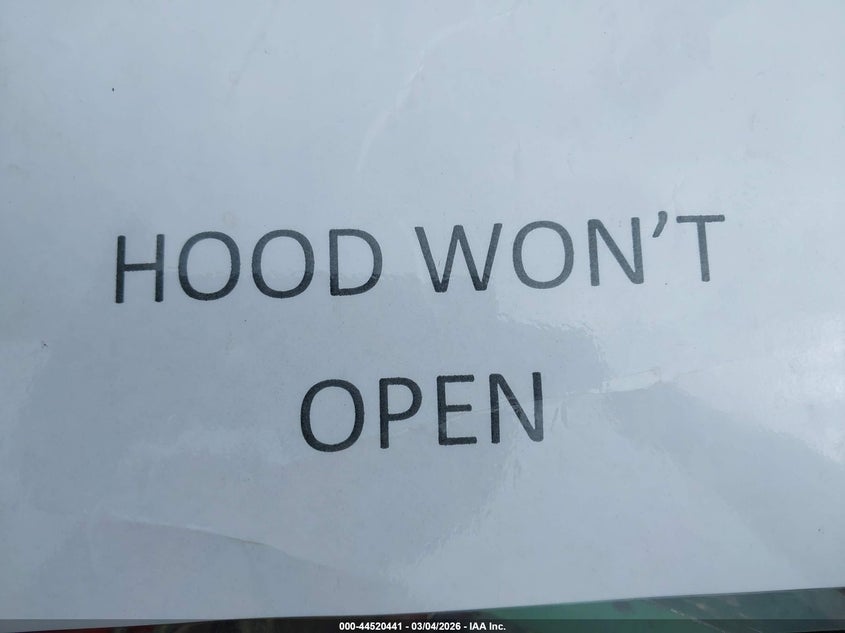 HOOD WON’T
OPEN
000-44520441 - 03/04/2026 - IAA Inc.